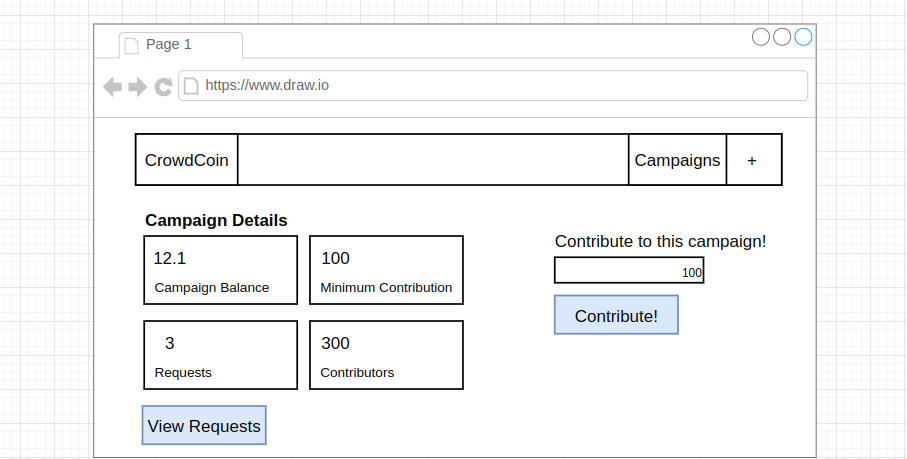 Page 1
https://www.draw.io
CrowdCoin
Campaigns
+
Campaign Details
12.1
Campaign Balance
100
Minimum Contribution
3
Requests
300
Contributors
View Requests
Contribute to this campaign!
100
Contribute!